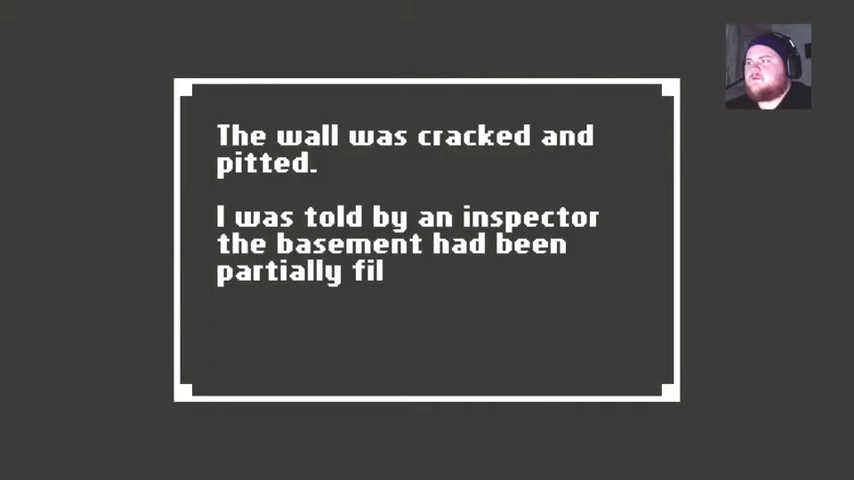 The wall was cracked and
pitted.
I was told by an inspector
the basement had been
partially fil